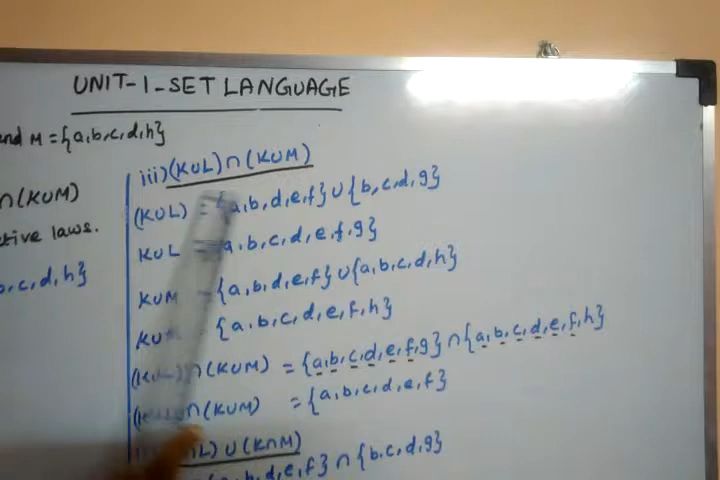 UNIT-1-SET LANGUAGE
and M = {a,b,c,d,h}
∩(K∪M)
tive laws.
b, c, d, h}
iii) (K∪L)∩(K∪M)
(K∪L) = {a,b,d,e,f} ∪ {b,c,d,g}
K∪L = {a,b,c,d,e,f,g}
K∪M = {a,b,d,e,f} ∪ {a,b,c,d,h}
= {a,b,c,d,e,f,h}
∩(K∪M) = {a,b,c,d,e,f,g} ∩ {a,b,c,d,e,f,h}
∩(K∪M) = {a,b,c,d,e,f}
∩L) ∪ (K∩M)
b,d,e,f} ∩ {b,c,d,g}